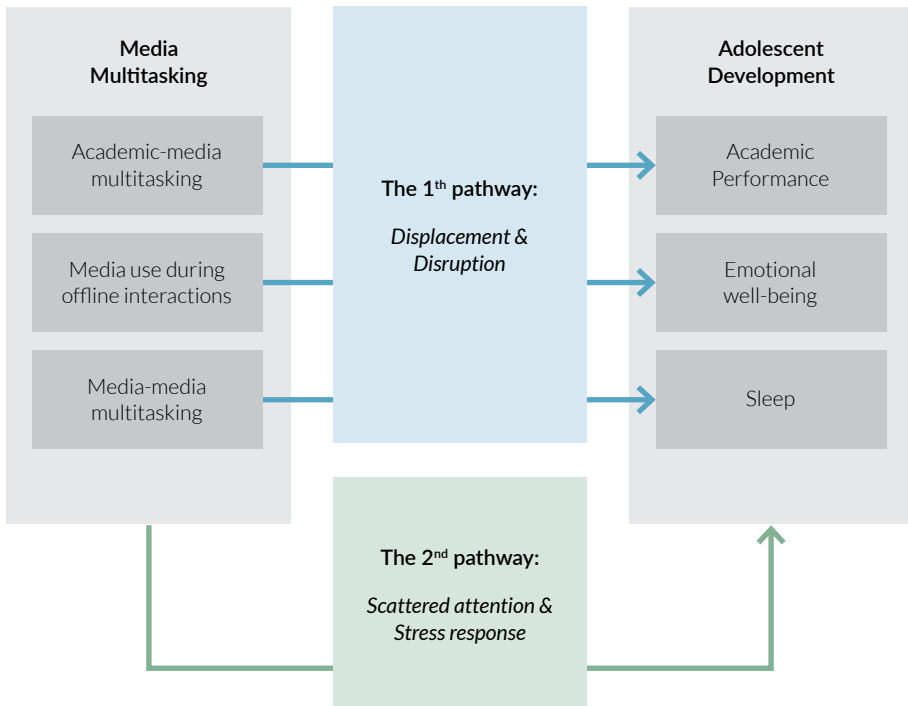 Media
Multitasking
Academic-media
multitasking
Media use during
offline interactions
Media-media
multitasking
The 1th pathway:
Displacement &
Disruption
Adolescent
Development
Academic
Performance
Emotional
well-being
Sleep
The 2nd pathway:
Scattered attention &
Stress response